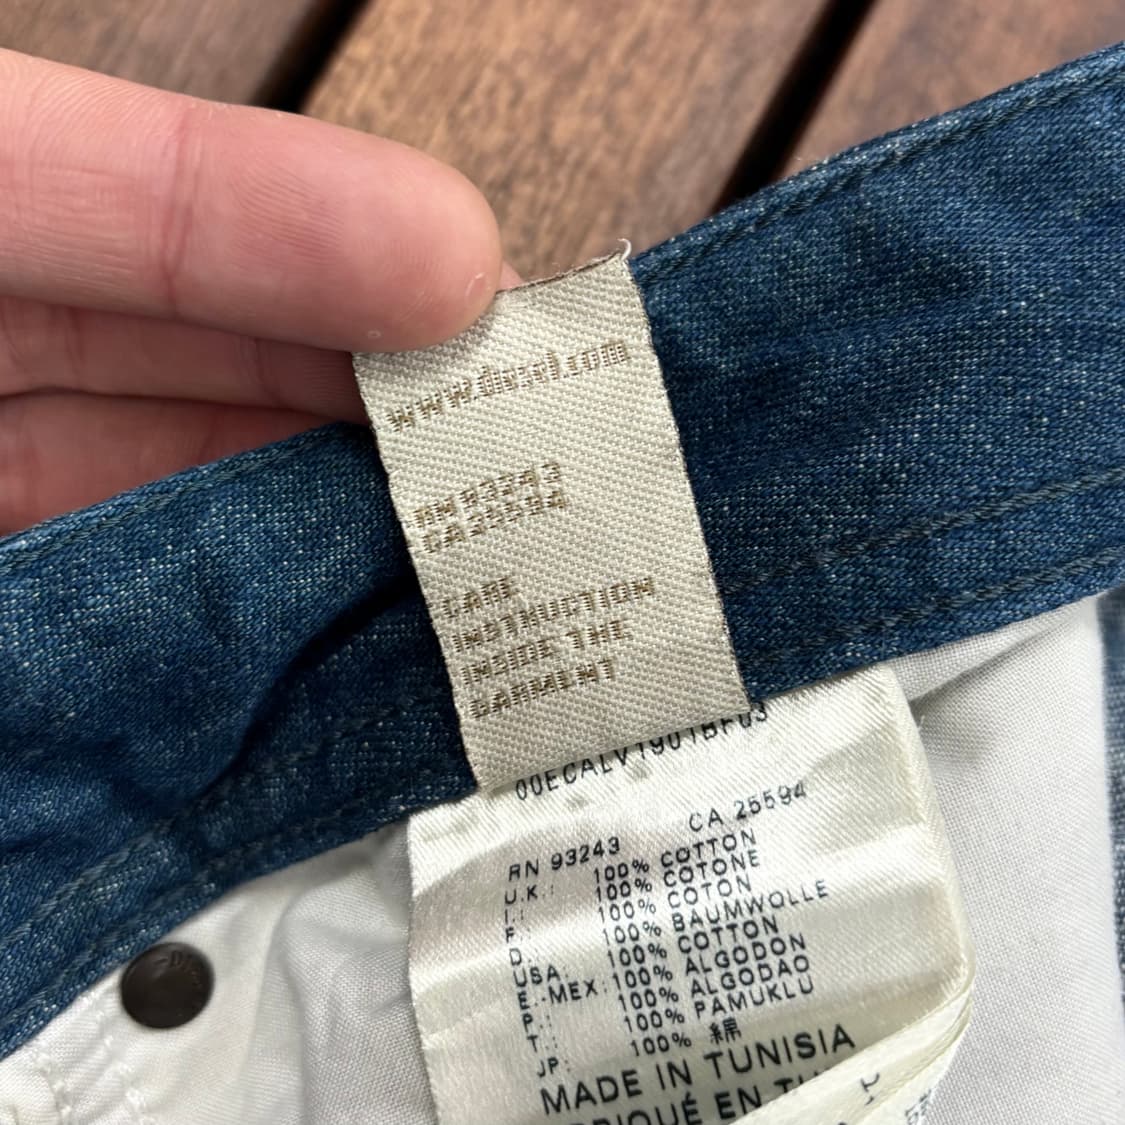 www.diesel.com
RN 93243
CA 25594
CARE
INSTRUCTION
INSIDE THE
GARMENT
00ECALV1901BF03
RN 93243 CA 25594
U.K.: 100% COTTON
I.: 100% COTONE
F.: 100% COTON
D.: 100% BAUMWOLLE
USA: 100% COTTON
E.-MEX: 100% ALGODON
P.: 100% ALGODAO
T.: 100% PAMUKLU
JP: 100% 綿
MADE IN TUNISIA
EN